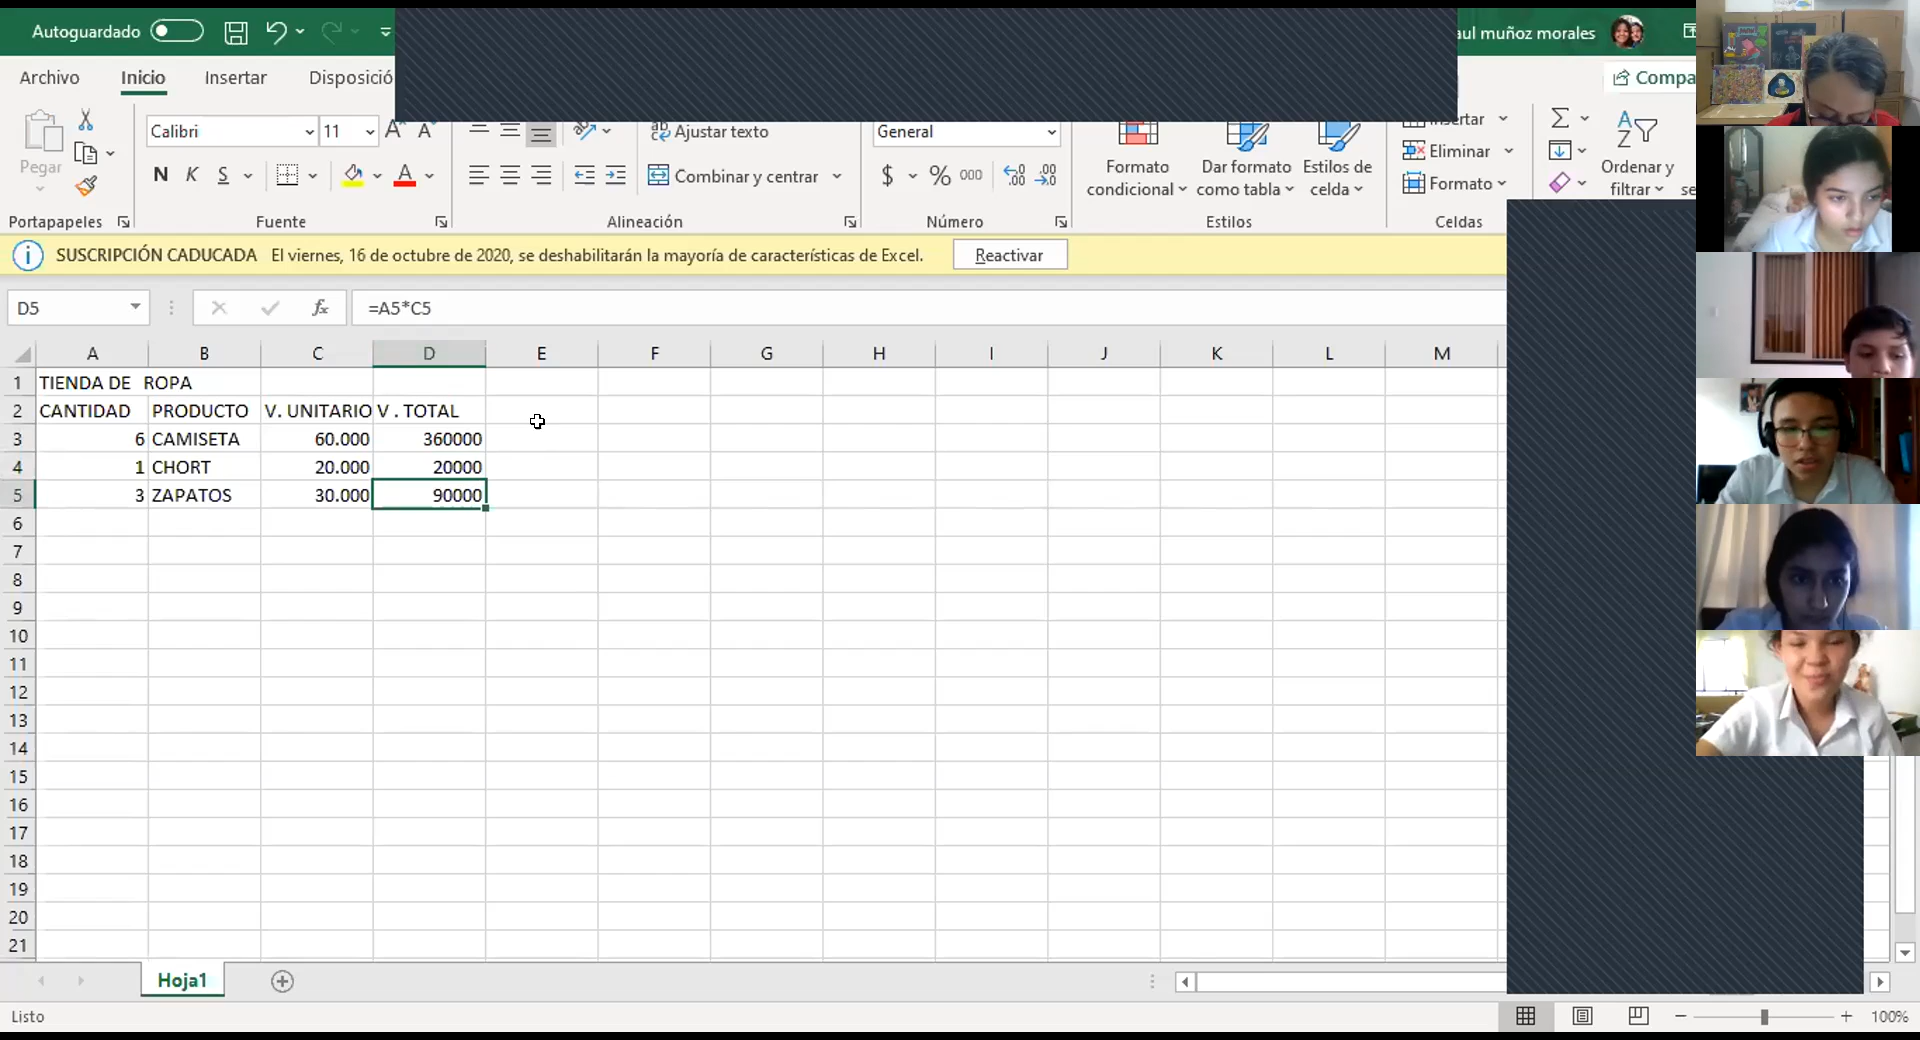 Autoguardado
aul muñoz morales
Archivo Inicio Insertar Disposició
Compa
Pegar
Calibri 11
N K S A
Ajustar texto
Combinar y centrar
General
$ % 000
Formato condicional
Dar formato como tabla
Estilos de celda
Insertar
Eliminar
Formato
Ordenar y filtrar
se
Portapapeles Fuente Alineación Número Estilos Celdas
SUSCRIPCIÓN CADUCADA El viernes, 16 de octubre de 2020, se deshabilitarán la mayoría de características de Excel. Reactivar
D5 fx =A5*C5
A B C D E F G H I J K L M
1 TIENDA DE ROPA
2 CANTIDAD PRODUCTO V. UNITARIO V . TOTAL
3 6 CAMISETA 60.000 360000
4 1 CHORT 20.000 20000
5 3 ZAPATOS 30.000 90000
6
7
8
9
10
11
12
13
14
15
16
17
18
19
20
21
Hoja1
Listo
100%